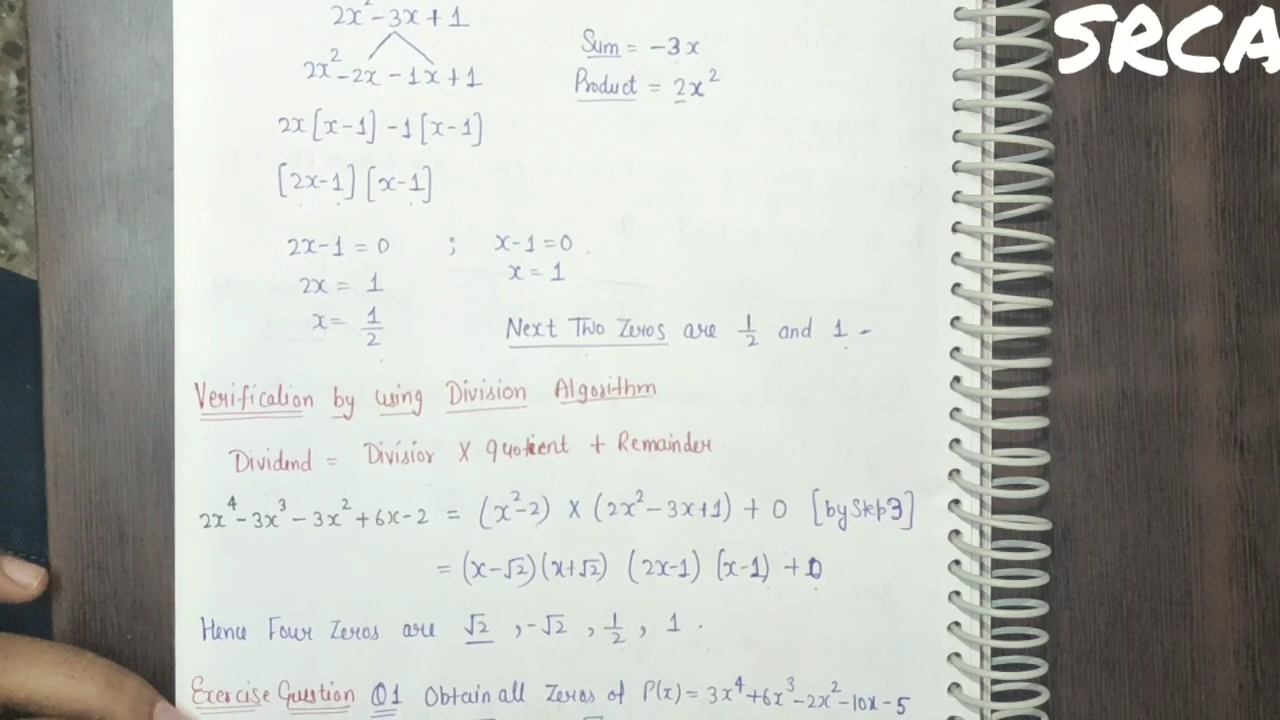 SRCA
2x² - 3x + 1
2x² - 2x - 1x + 1
Sum = -3x
Product = 2x²
2x[x-1] -1[x-1]
[2x-1] [x-1]
2x-1 = 0 ; x-1=0
2x = 1
x = 1
x = 1/2
Next Two Zeros are 1/2 and 1 -
Verification by using Division Algorithm
Dividend = Divisior X quotient + Remainder
2x⁴-3x³-3x²+6x-2 = (x²-2) x (2x²-3x+1) + 0 [by Step 3]
= (x-√2)(x+√2) (2x-1) (x-1) + 0
Hence Four Zeros are √2 , -√2 , 1/2 , 1 .
Exercise Question Q1 Obtain all Zeros of P(x) = 3x⁴+6x³-2x²-10x-5